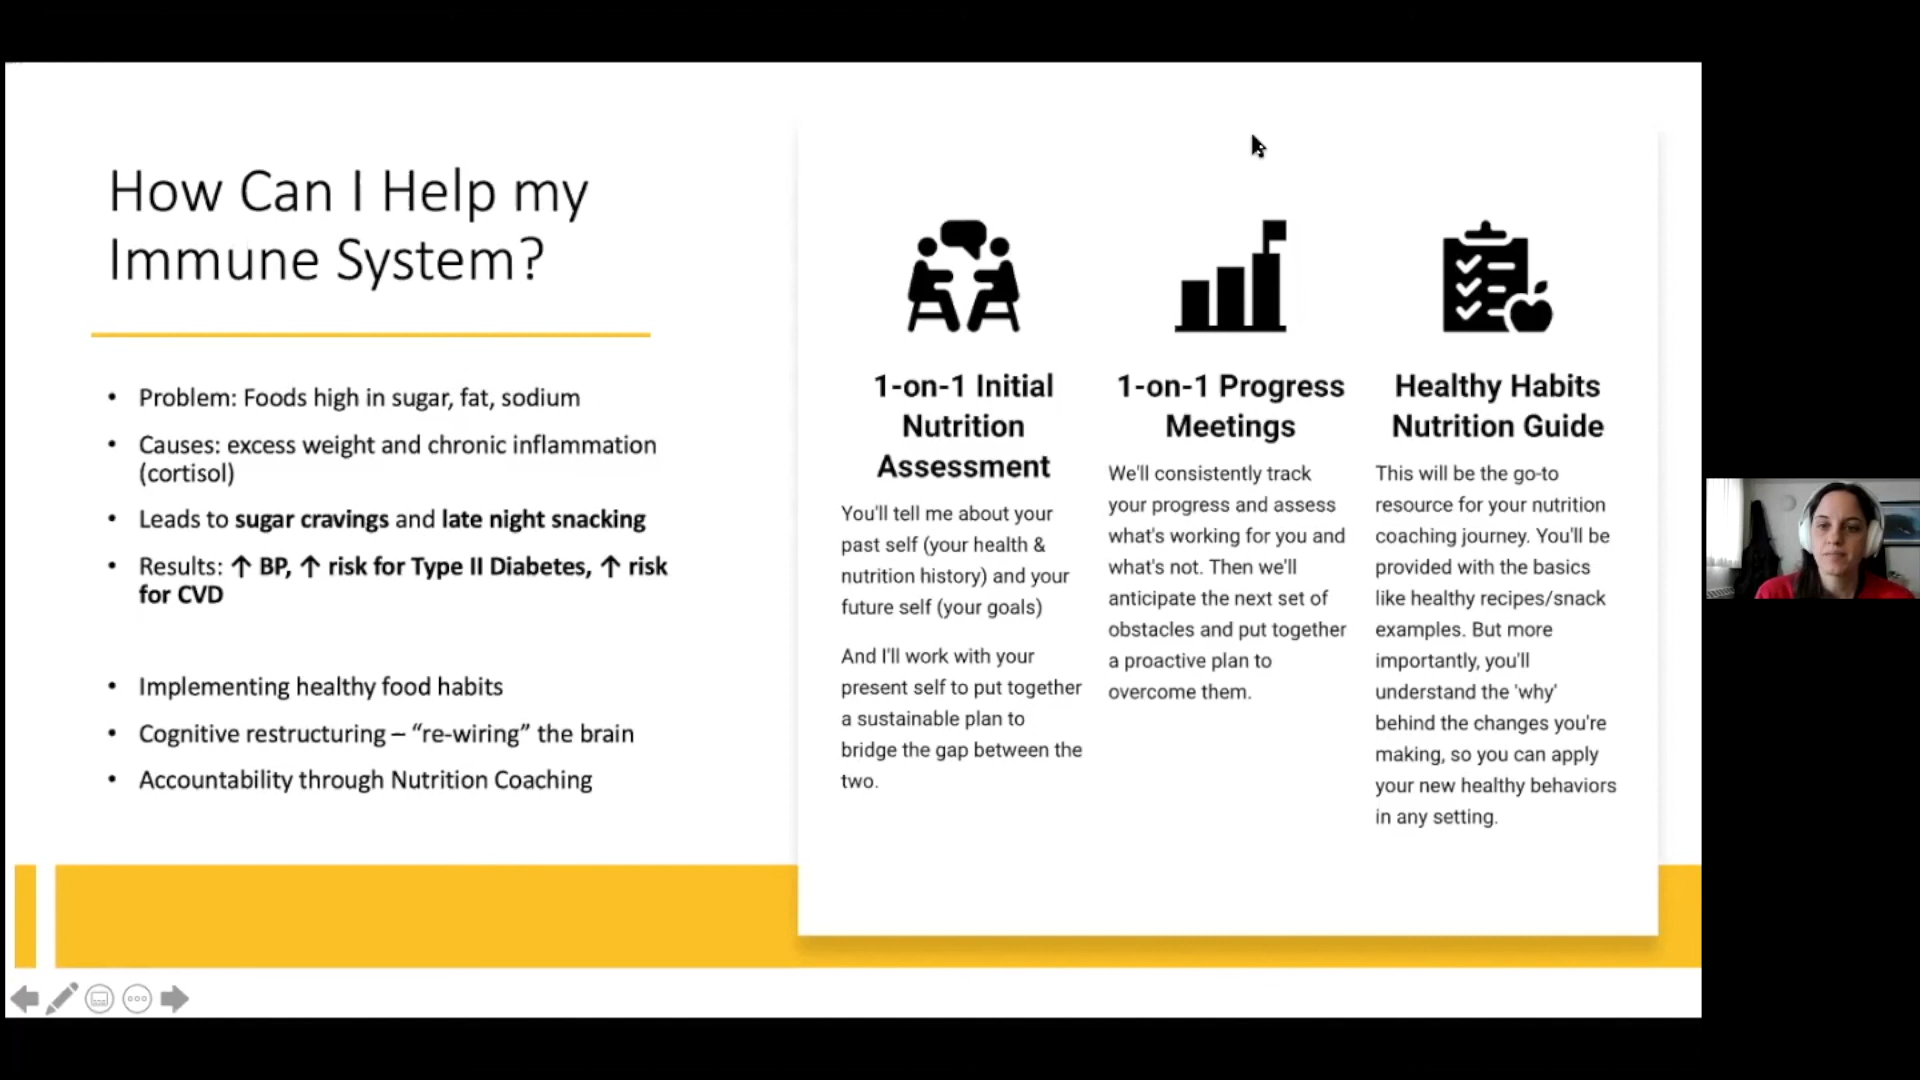 How Can I Help my
Immune System?
• Problem: Foods high in sugar, fat, sodium
• Causes: excess weight and chronic inflammation
(cortisol)
• Leads to sugar cravings and late night snacking
• Results: ↑ BP, ↑ risk for Type II Diabetes, ↑ risk
for CVD
• Implementing healthy food habits
• Cognitive restructuring – “re-wiring” the brain
• Accountability through Nutrition Coaching
1-on-1 Initial
Nutrition
Assessment
You'll tell me about your
past self (your health &
nutrition history) and your
future self (your goals)
And I'll work with your
present self to put together
a sustainable plan to
bridge the gap between the
two.
1-on-1 Progress
Meetings
We'll consistently track
your progress and assess
what's working for you and
what's not. Then we'll
anticipate the next set of
obstacles and put together
a proactive plan to
overcome them.
Healthy Habits
Nutrition Guide
This will be the go-to
resource for your nutrition
coaching journey. You'll be
provided with the basics
like healthy recipes/snack
examples. But more
importantly, you'll
understand the 'why'
behind the changes you're
making, so you can apply
your new healthy behaviors
in any setting.